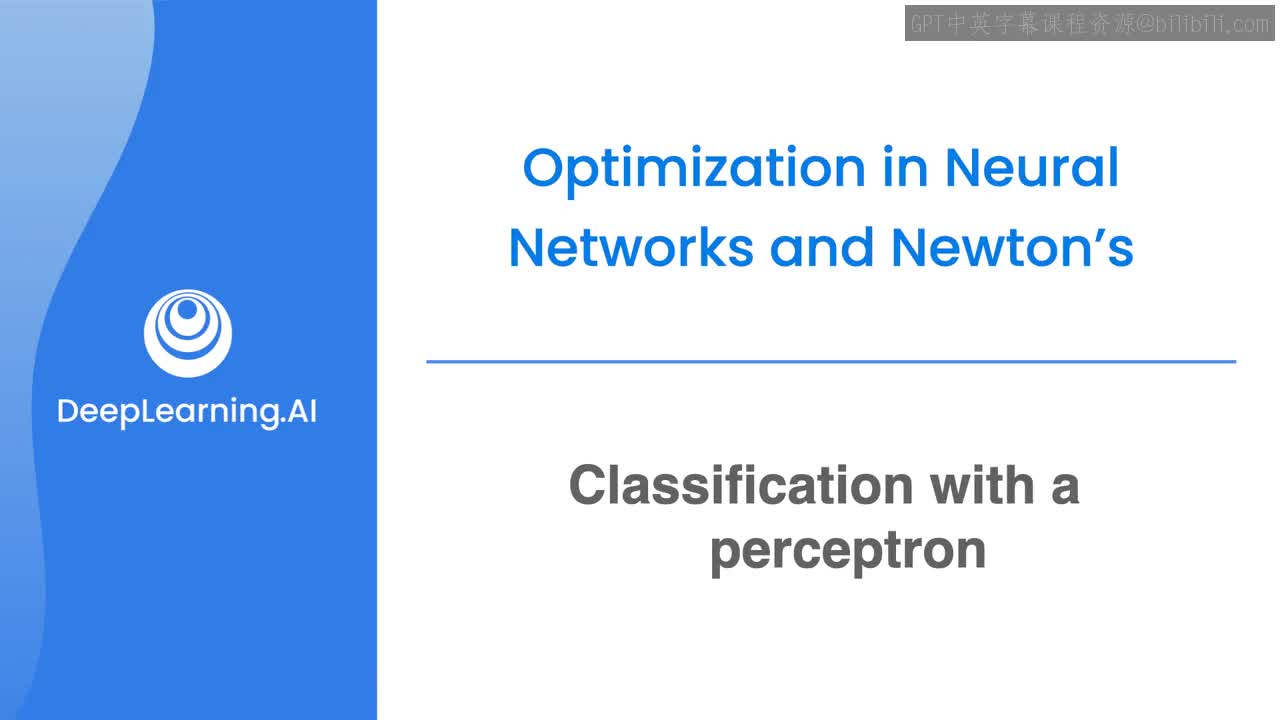 GPT中英字幕课程资源@bilibili.com
Optimization in Neural
Networks and Newton’s
DeepLearning.AI
Classification with a
perceptron